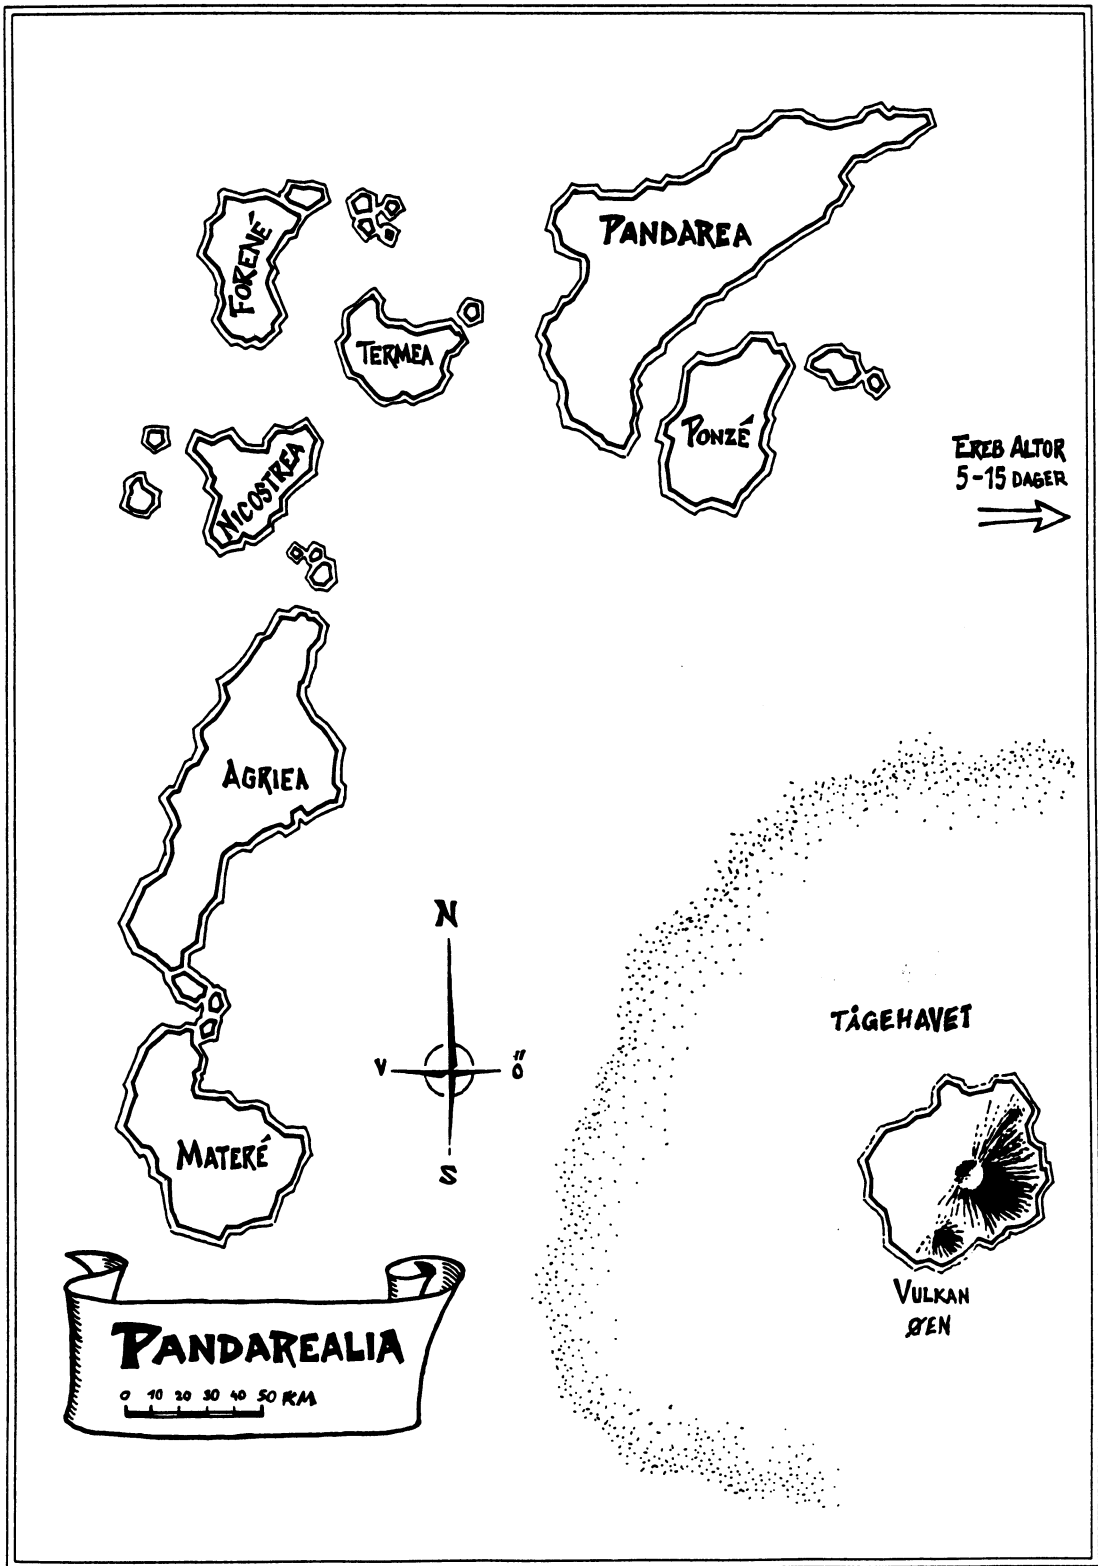 PANDAREA
FORENÉ
TERMEA
PONZÉ
EREB ALTOR
5-15 DAGER
NICOSTREA
AGRIEA
N
TÅGEHAVET
V
Ő
MATERÉ
S
VULKAN
ØEN
PANDAREALIA
0 10 20 30 40 50 KM